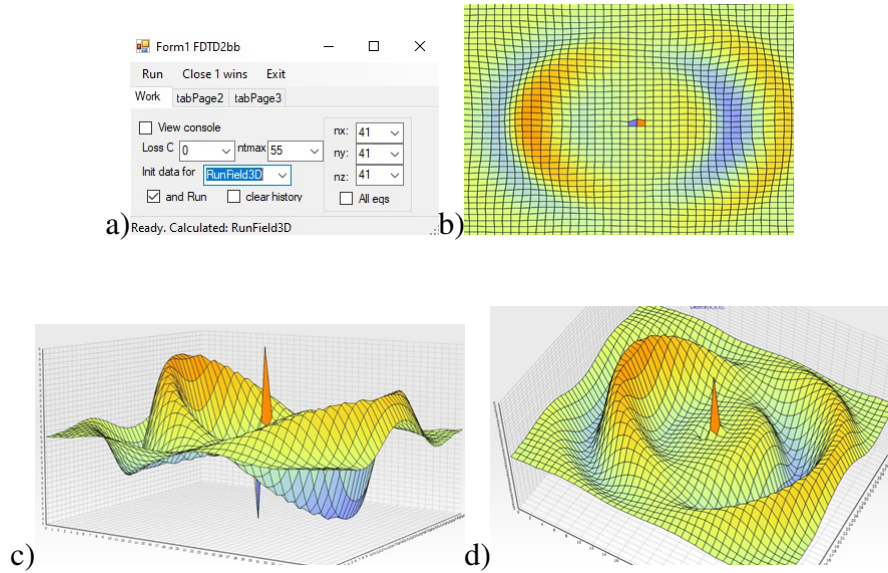 Form1 FDTD2bb
Run Close 1 wins Exit
Work tabPage2 tabPage3
View console
Loss C 0 ntmax 55
Init data for RunField3D
and Run clear history
nx: 41
ny: 41
nz: 41
All eqs
Ready. Calculated: RunField3D
a)
b)
c)
d)